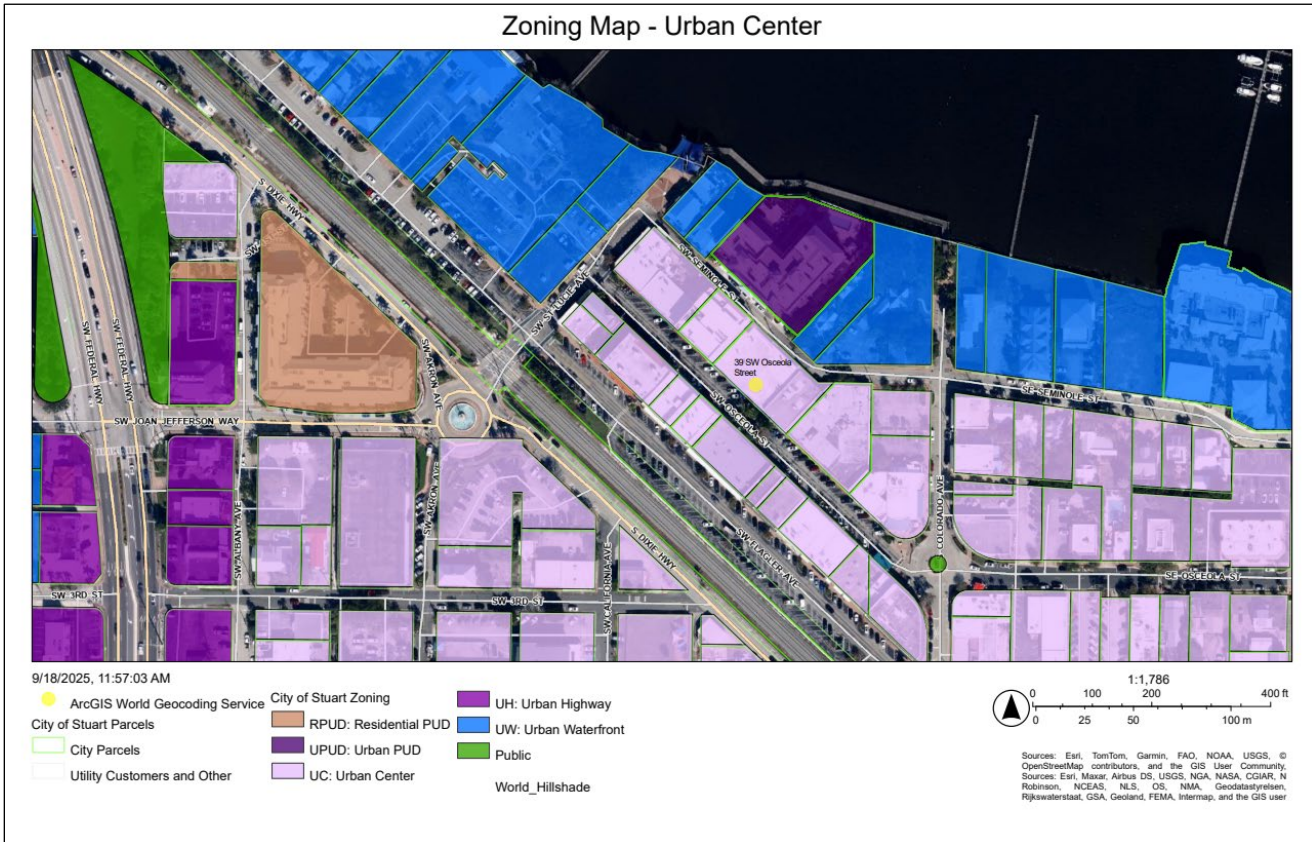 Zoning Map - Urban Center
S DIXIE HWY
SW SEMINOLE ST
SW ST LUCIE AVE
39 SW Osceola
Street
SW FEDERAL HWY
SW FEDERAL HWY
SW AKRON AVE
SE SEMINOLE ST
SW JOAN JEFFERSON WAY
SW OSCEOLA ST
COLORADO AVE
SW AKRON AVE
SW ALBANY AVE
S DIXIE HWY
SW FLAGLER AVE
SE OSCEOLA ST
SW 3RD ST
SW 3RD ST
SW CALIFORNIA AVE
9/18/2025, 11:57:03 AM
ArcGIS World Geocoding Service
City of Stuart Parcels
City Parcels
Utility Customers and Other
City of Stuart Zoning
RPUD: Residential PUD
UPUD: Urban PUD
UC: Urban Center
UH: Urban Highway
UW: Urban Waterfront
Public
World_Hillshade
1:1,786
0 100 200 400 ft
0 25 50 100 m
Sources: Esri, TomTom, Garmin, FAO, NOAA, USGS, ©
OpenStreetMap contributors, and the GIS User Community,
Sources: Esri, Maxar, Airbus DS, USGS, NGA, NASA, CGIAR, N
Robinson, NCEAS, NLS, OS, NMA, Geodatastyrelsen,
Rijkswaterstaat, GSA, Geoland, FEMA, Intermap, and the GIS user